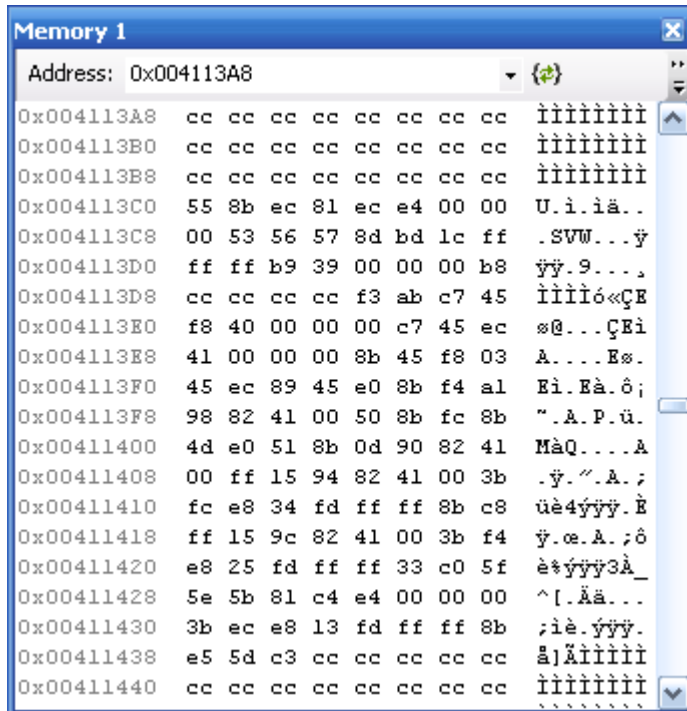 Memory 1
Address: 0x004113A8
0x004113A8 cc cc cc cc cc cc cc cc ÌÌÌÌÌÌÌÌ
0x004113B0 cc cc cc cc cc cc cc cc ÌÌÌÌÌÌÌÌ
0x004113B8 cc cc cc cc cc cc cc cc ÌÌÌÌÌÌÌÌ
0x004113C0 55 8b ec 81 ec e4 00 00 U.ì.ìä..
0x004113C8 00 53 56 57 8d bd 1c ff .SVW...ÿ
0x004113D0 ff ff b9 39 00 00 00 b8 ÿÿ.9...¸
0x004113D8 cc cc cc cc f3 ab c7 45 ÌÌÌÌó«ÇE
0x004113E0 f8 40 00 00 00 c7 45 ec ø@...ÇEì
0x004113E8 41 00 00 00 8b 45 f8 03 A....Eø.
0x004113F0 45 ec 89 45 e0 8b f4 a1 Eì.Eà.ô¡
0x004113F8 98 82 41 00 50 8b fc 8b ˜.A.P.ü.
0x00411400 4d e0 51 8b 0d 90 82 41 MàQ....A
0x00411408 00 ff 15 94 82 41 00 3b .ÿ.”.A.;
0x00411410 fc e8 34 fd ff ff 8b c8 üè4ýÿÿ.È
0x00411418 ff 15 9c 82 41 00 3b f4 ÿ.œ.A.;ô
0x00411420 e8 25 fd ff ff 33 c0 5f è%ýÿÿ3À_
0x00411428 5e 5b 81 c4 e4 00 00 00 ^[.Ää...
0x00411430 3b ec e8 13 fd ff ff 8b ;ìè.ýÿÿ.
0x00411438 e5 5d c3 cc cc cc cc cc å]ÃÌÌÌÌÌ
0x00411440 cc cc cc cc cc cc cc cc ÌÌÌÌÌÌÌÌ